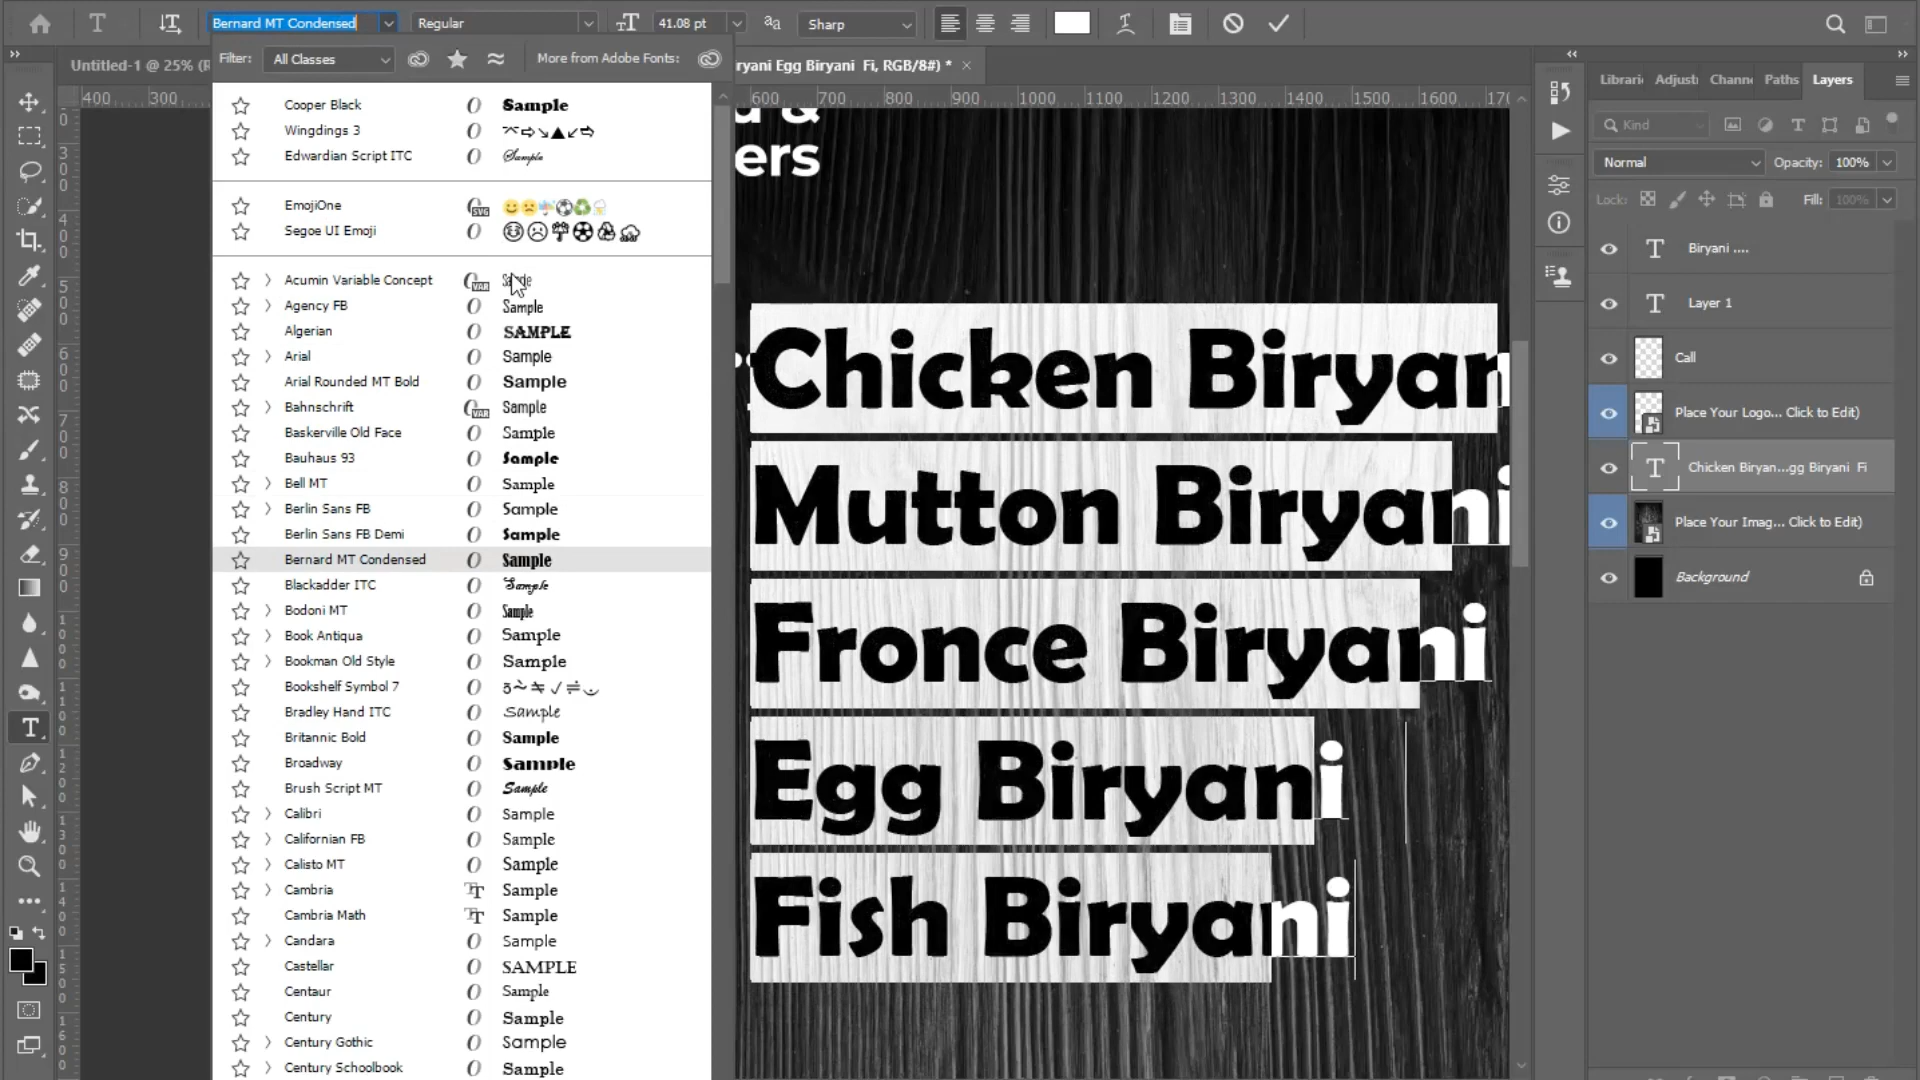 Bernard MT Condensed Regular 41.08 pt Sharp
Filter: All Classes More from Adobe Fonts:
Untitled-1 @ 25% (R
ryani Egg Biryani Fi, RGB/8#) *
400 300 600 700 800 900 1000 1100 1200 1300 1400 1500 1600 170
Cooper Black Sample
Wingdings 3
Edwardian Script ITC Sample
EmojiOne
Segoe UI Emoji
Acumin Variable Concept Sample
Agency FB Sample
Algerian SAMPLE
Arial Sample
Arial Rounded MT Bold Sample
Bahnschrift Sample
Baskerville Old Face Sample
Bauhaus 93 Sample
Bell MT Sample
Berlin Sans FB Sample
Berlin Sans FB Demi Sample
Bernard MT Condensed Sample
Blackadder ITC Sample
Bodoni MT Sample
Book Antiqua Sample
Bookman Old Style Sample
Bookshelf Symbol 7
Bradley Hand ITC Sample
Britannic Bold Sample
Broadway Sample
Brush Script MT Sample
Calibri Sample
Californian FB Sample
Calisto MT Sample
Cambria Sample
Cambria Math Sample
Candara Sample
Castellar SAMPLE
Centaur Sample
Century Sample
Century Gothic Sample
Century Schoolbook Sample
ers
Chicken Biryan
Mutton Biryani
Fronce Biryani
Egg Biryani
Fish Biryani
Librari Adjust Chann Paths Layers
Kind
Normal Opacity: 100%
Lock: Fill: 100%
Biryani ....
Layer 1
Call
Place Your Logo... Click to Edit)
Chicken Biryan...gg Biryani Fi
Place Your Imag... Click to Edit)
Background